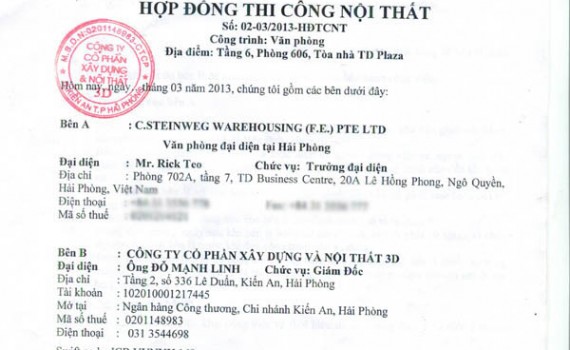 HỢP ĐỒNG THI CÔNG NỘI THẤT
Số: 02-03/2013-HĐTCNT
Công trình: Văn phòng
Địa điểm: Tầng 6, Phòng 606, Tòa nhà TD Plaza
M.S.D.N:0201148983-CTCP
CÔNG TY
CỔ PHẦN
XÂY DỰNG
& NỘI THẤT
3D
KIẾN AN T.P HẢI PHÒNG
Hôm nay, ngày... tháng 03 năm 2013, chúng tôi gồm các bên dưới đây:
Bên A : C.STEINWEG WAREHOUSING (F.E.) PTE LTD
Văn phòng đại diện tại Hải Phòng
Đại diện : Mr. Rick Teo Chức vụ: Trưởng đại diện
Địa chỉ : Phòng 702A, tầng 7, TD Business Centre, 20A Lê Hồng Phong, Ngô Quyền,
Hải Phòng, Việt Nam
Điện thoại :
Mã số thuế :
Bên B : CÔNG TY CỔ PHẦN XÂY DỰNG VÀ NỘI THẤT 3D
Đại diện : Ông ĐỖ MẠNH LINH Chức vụ: Giám Đốc
Địa chỉ : Tầng 2, số 336 Lê Duẩn, Kiến An, Hải Phòng
Tài khoản : 102010001217445
Mở tại : Ngân hàng Công thương, Chi nhánh Kiến An, Hải Phòng
Mã số thuế : 0201148983
Điện thoại : 031 3544698